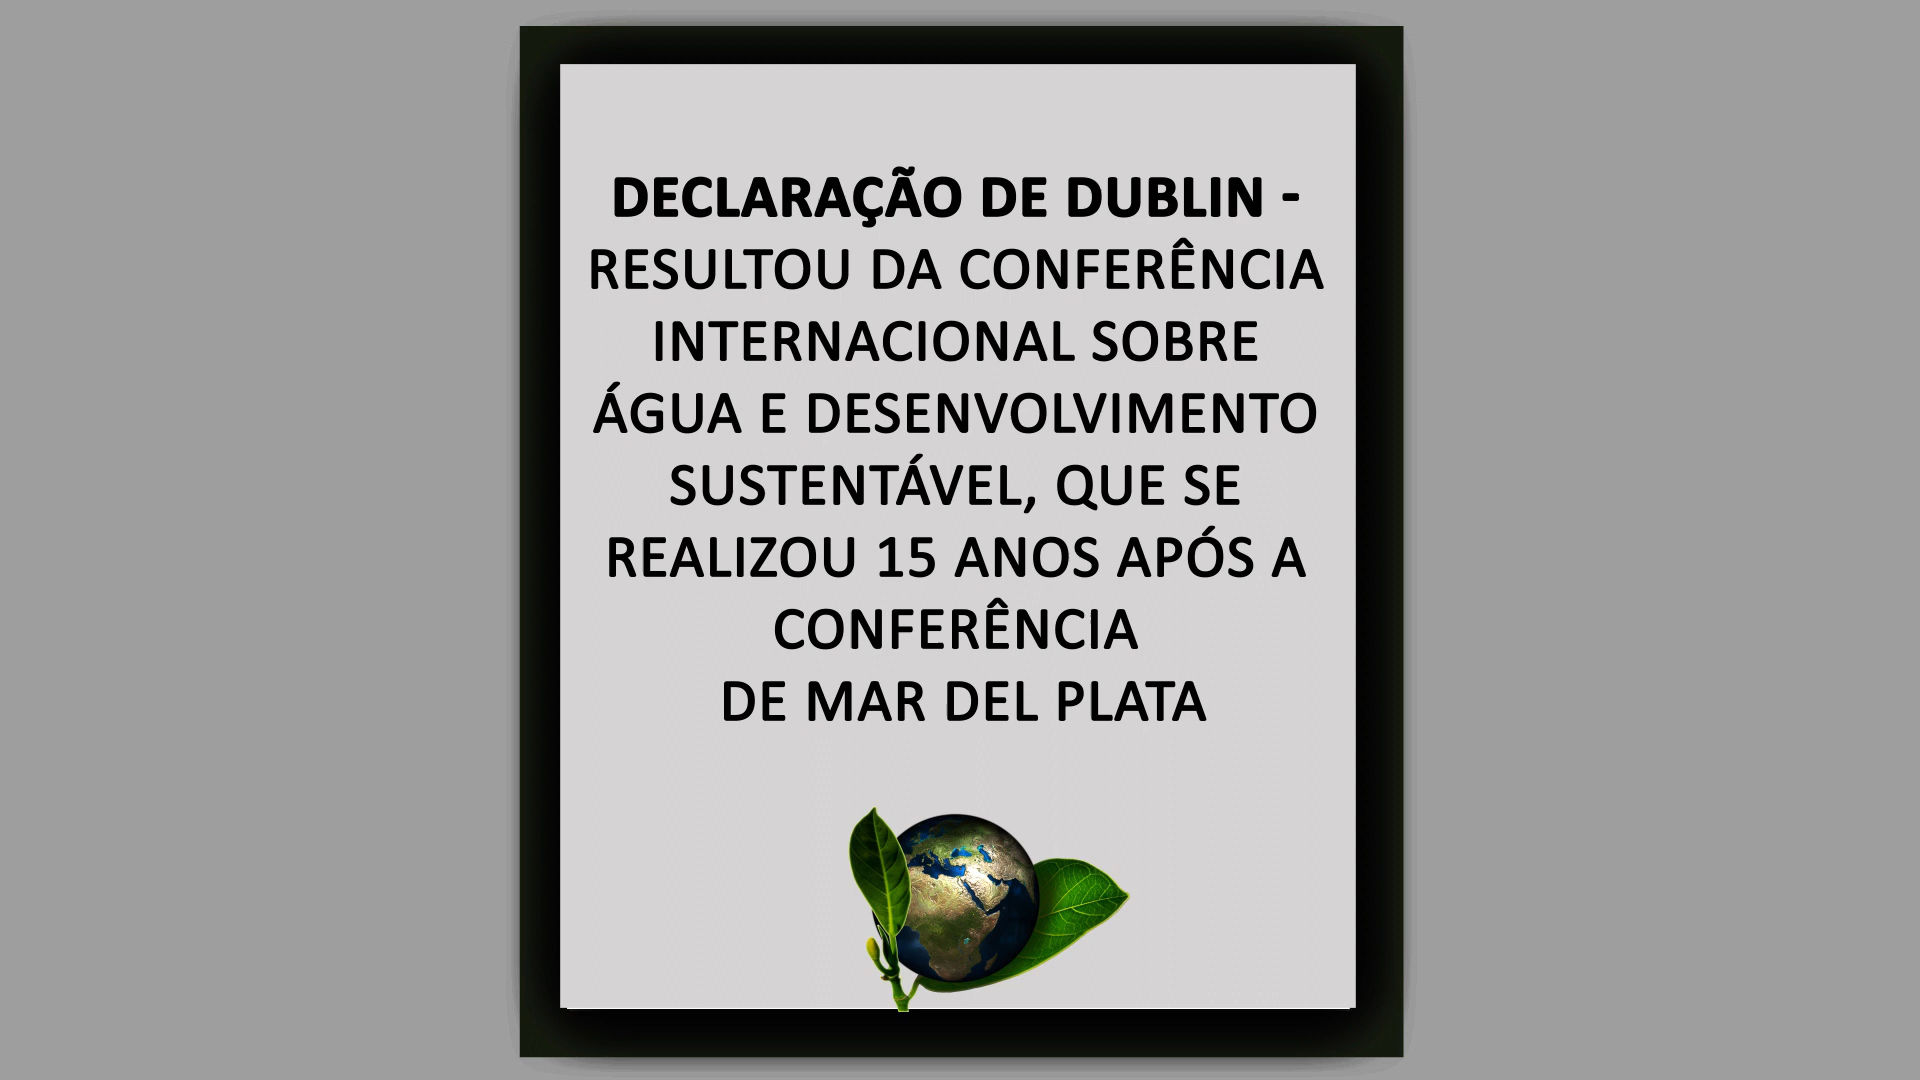 DECLARAÇÃO DE DUBLIN -
RESULTOU DA CONFERÊNCIA
INTERNACIONAL SOBRE
ÁGUA E DESENVOLVIMENTO
SUSTENTÁVEL, QUE SE
REALIZOU 15 ANOS APÓS A
CONFERÊNCIA
DE MAR DEL PLATA